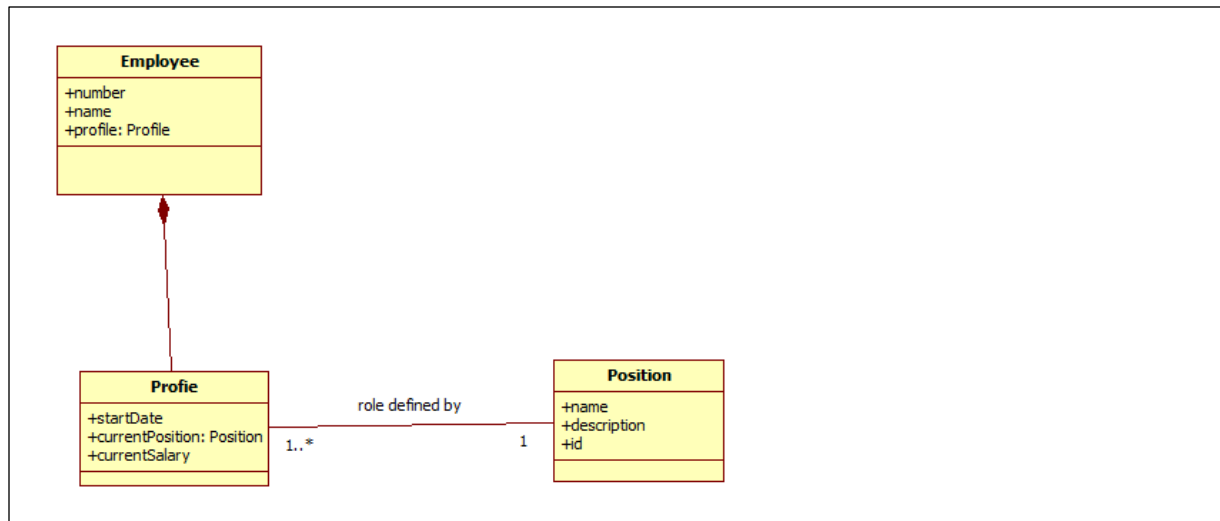 Employee
+number
+name
+profile: Profile
Profie
+startDate
+currentPosition: Position
+currentSalary
role defined by
1..*
1
Position
+name
+description
+id